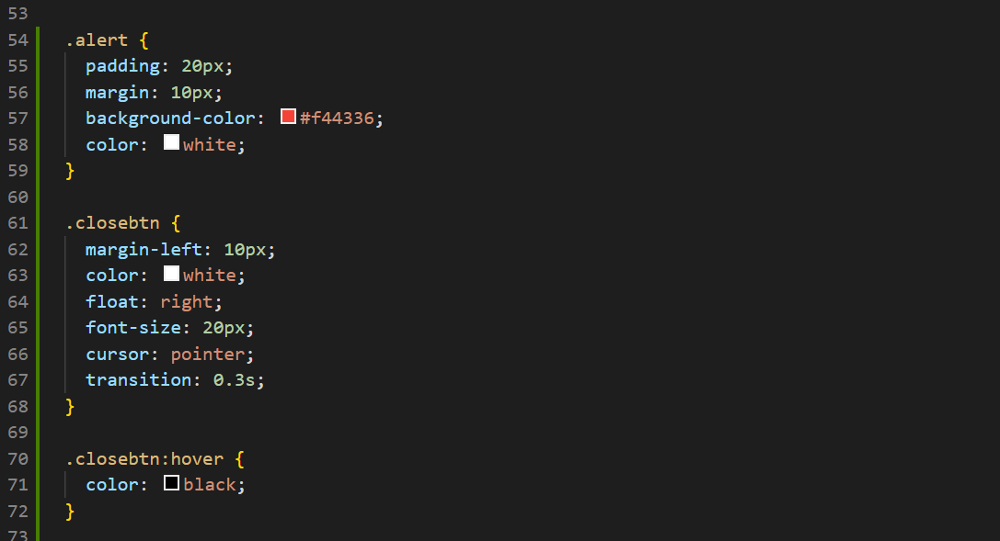 53
54 .alert {
55 padding: 20px;
56 margin: 10px;
57 background-color: #f44336;
58 color: white;
59 }
60
61 .closebtn {
62 margin-left: 10px;
63 color: white;
64 float: right;
65 font-size: 20px;
66 cursor: pointer;
67 transition: 0.3s;
68 }
69
70 .closebtn:hover {
71 color: black;
72 }
73